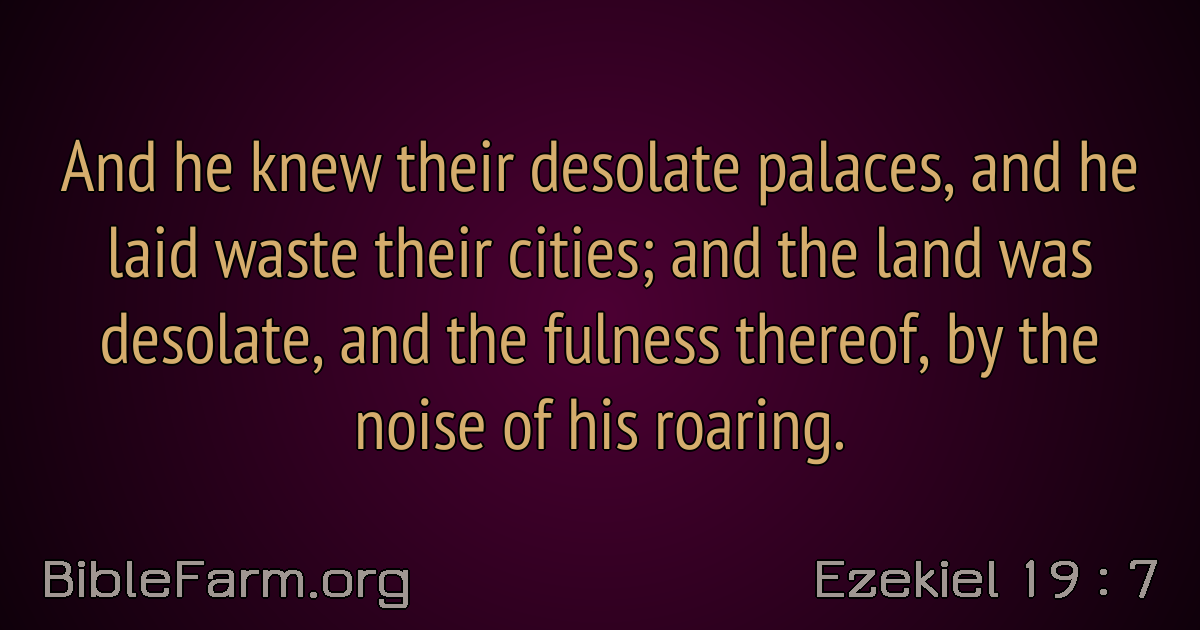 And he knew their desolate palaces, and he
laid waste their cities; and the land was
desolate, and the fulness thereof, by the
noise of his roaring.
BibleFarm.org
Ezekiel 19 : 7